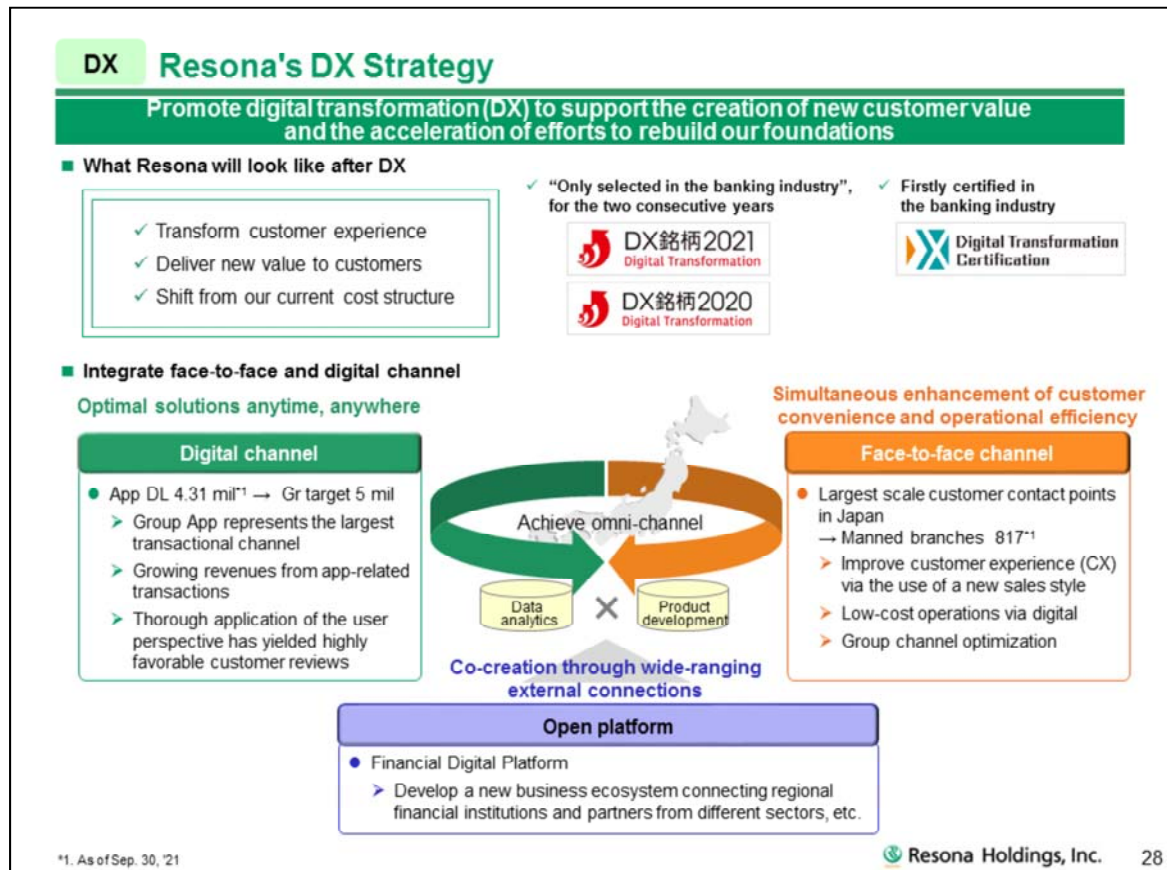 DX
Resona's DX Strategy
Promote digital transformation (DX) to support the creation of new customer value
and the acceleration of efforts to rebuild our foundations
■ What Resona will look like after DX
✓ Transform customer experience
✓ Deliver new value to customers
✓ Shift from our current cost structure
✓ “Only selected in the banking industry”,
for the two consecutive years
DX銘柄2021
Digital Transformation
DX銘柄2020
Digital Transformation
✓ Firstly certified in
the banking industry
DX Digital Transformation
Certification
■ Integrate face-to-face and digital channel
Optimal solutions anytime, anywhere
Digital channel
● App DL 4.31 mil*1 → Gr target 5 mil
➤ Group App represents the largest
transactional channel
➤ Growing revenues from app-related
transactions
➤ Thorough application of the user
perspective has yielded highly
favorable customer reviews
Achieve omni-channel
Data
analytics
×
Product
development
Simultaneous enhancement of customer
convenience and operational efficiency
Face-to-face channel
● Largest scale customer contact points
in Japan
→ Manned branches 817*1
➤ Improve customer experience (CX)
via the use of a new sales style
➤ Low-cost operations via digital
➤ Group channel optimization
Co-creation through wide-ranging
external connections
Open platform
● Financial Digital Platform
➤ Develop a new business ecosystem connecting regional
financial institutions and partners from different sectors, etc.
*1. As of Sep. 30, '21
Resona Holdings, Inc.
28